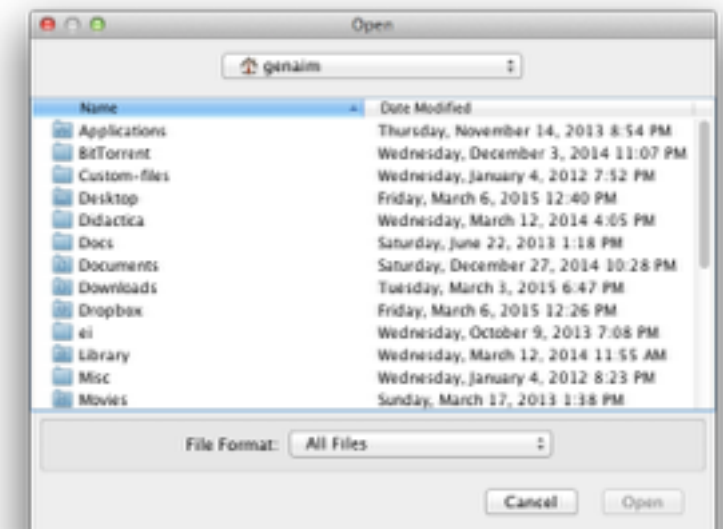 Open
genaim
Name Date Modified
Applications Thursday, November 14, 2013 8:54 PM
BitTorrent Wednesday, December 3, 2014 11:07 PM
Custom-files Wednesday, January 4, 2012 7:52 PM
Desktop Friday, March 6, 2015 12:40 PM
Didactica Wednesday, March 12, 2014 4:05 PM
Docs Saturday, June 22, 2013 1:18 PM
Documents Saturday, December 27, 2014 10:28 PM
Downloads Tuesday, March 3, 2015 6:47 PM
Dropbox Friday, March 6, 2015 12:26 PM
ei Wednesday, October 9, 2013 7:08 PM
Library Wednesday, March 12, 2014 11:55 AM
Misc Wednesday, January 4, 2012 8:23 PM
Movies Sunday, March 17, 2013 1:38 PM
File Format: All Files
Cancel Open